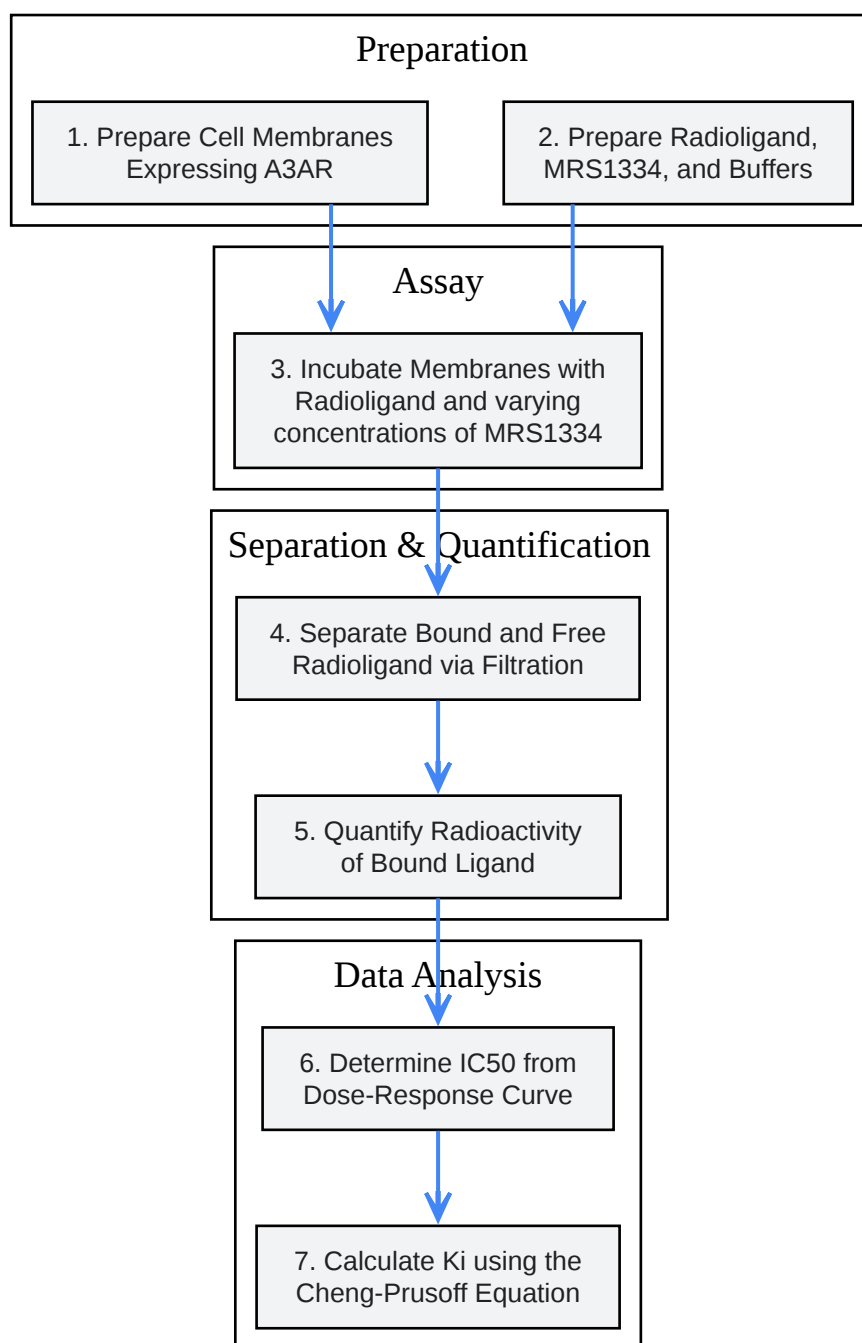 Preparation
1. Prepare Cell Membranes
Expressing A3AR
2. Prepare Radioligand,
MRS1334, and Buffers
Assay
3. Incubate Membranes with
Radioligand and varying
concentrations of MRS1334
Separation & Quantification
4. Separate Bound and Free
Radioligand via Filtration
5. Quantify Radioactivity
of Bound Ligand
Data Analysis
6. Determine IC50 from
Dose-Response Curve
7. Calculate Ki using the
Cheng-Prusoff Equation